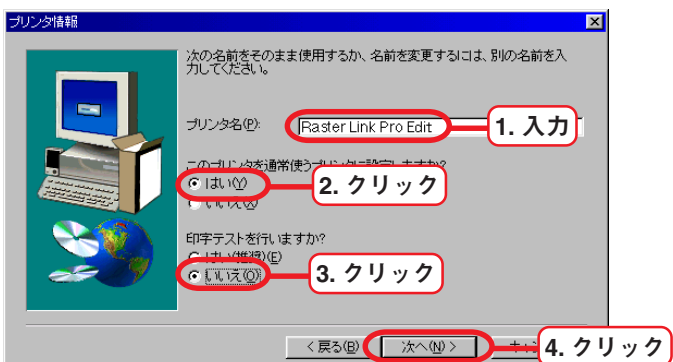 プリンタ情報
次の名前をそのまま使用するか、名前を変更するには、別の名前を入
力してください。
プリンタ名(P):
Raster Link Pro Edit
1. 入力
このプリンタを通常使うプリンタに設定しますか?
はい(Y)
2. クリック
いいえ(X)
印字テストを行いますか?
はい(推奨)(E)
いいえ(O)
3. クリック
< 戻る(B)
次へ(N) >
4. クリック